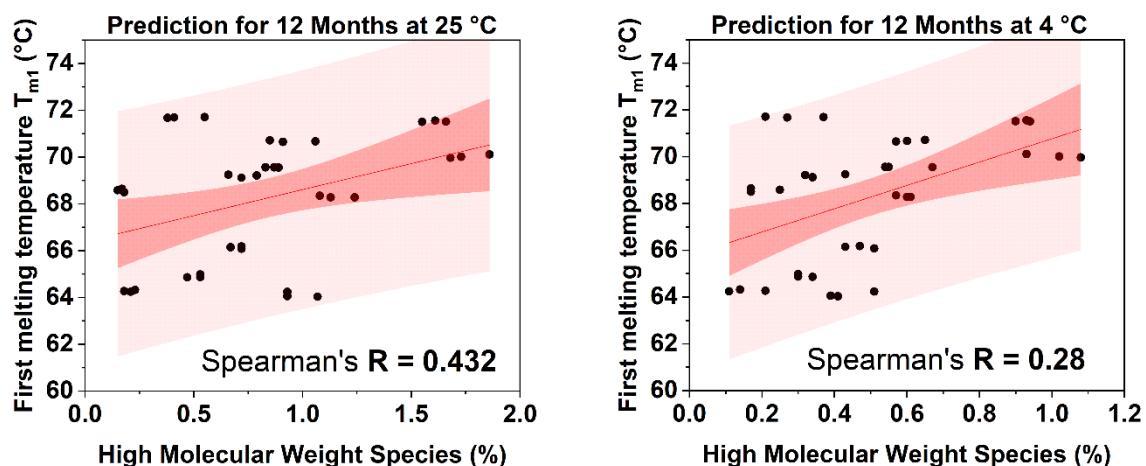 Prediction for 12 Months at 25 °C
First melting temperature Tm1 (°C)
74
72
70
68
66
64
62
60
Spearman's R = 0.432
0.0 0.5 1.0 1.5 2.0
High Molecular Weight Species (%)
Prediction for 12 Months at 4 °C
First melting temperature Tm1 (°C)
74
72
70
68
66
64
62
60
Spearman's R = 0.28
0.0 0.2 0.4 0.6 0.8 1.0 1.2
High Molecular Weight Species (%)